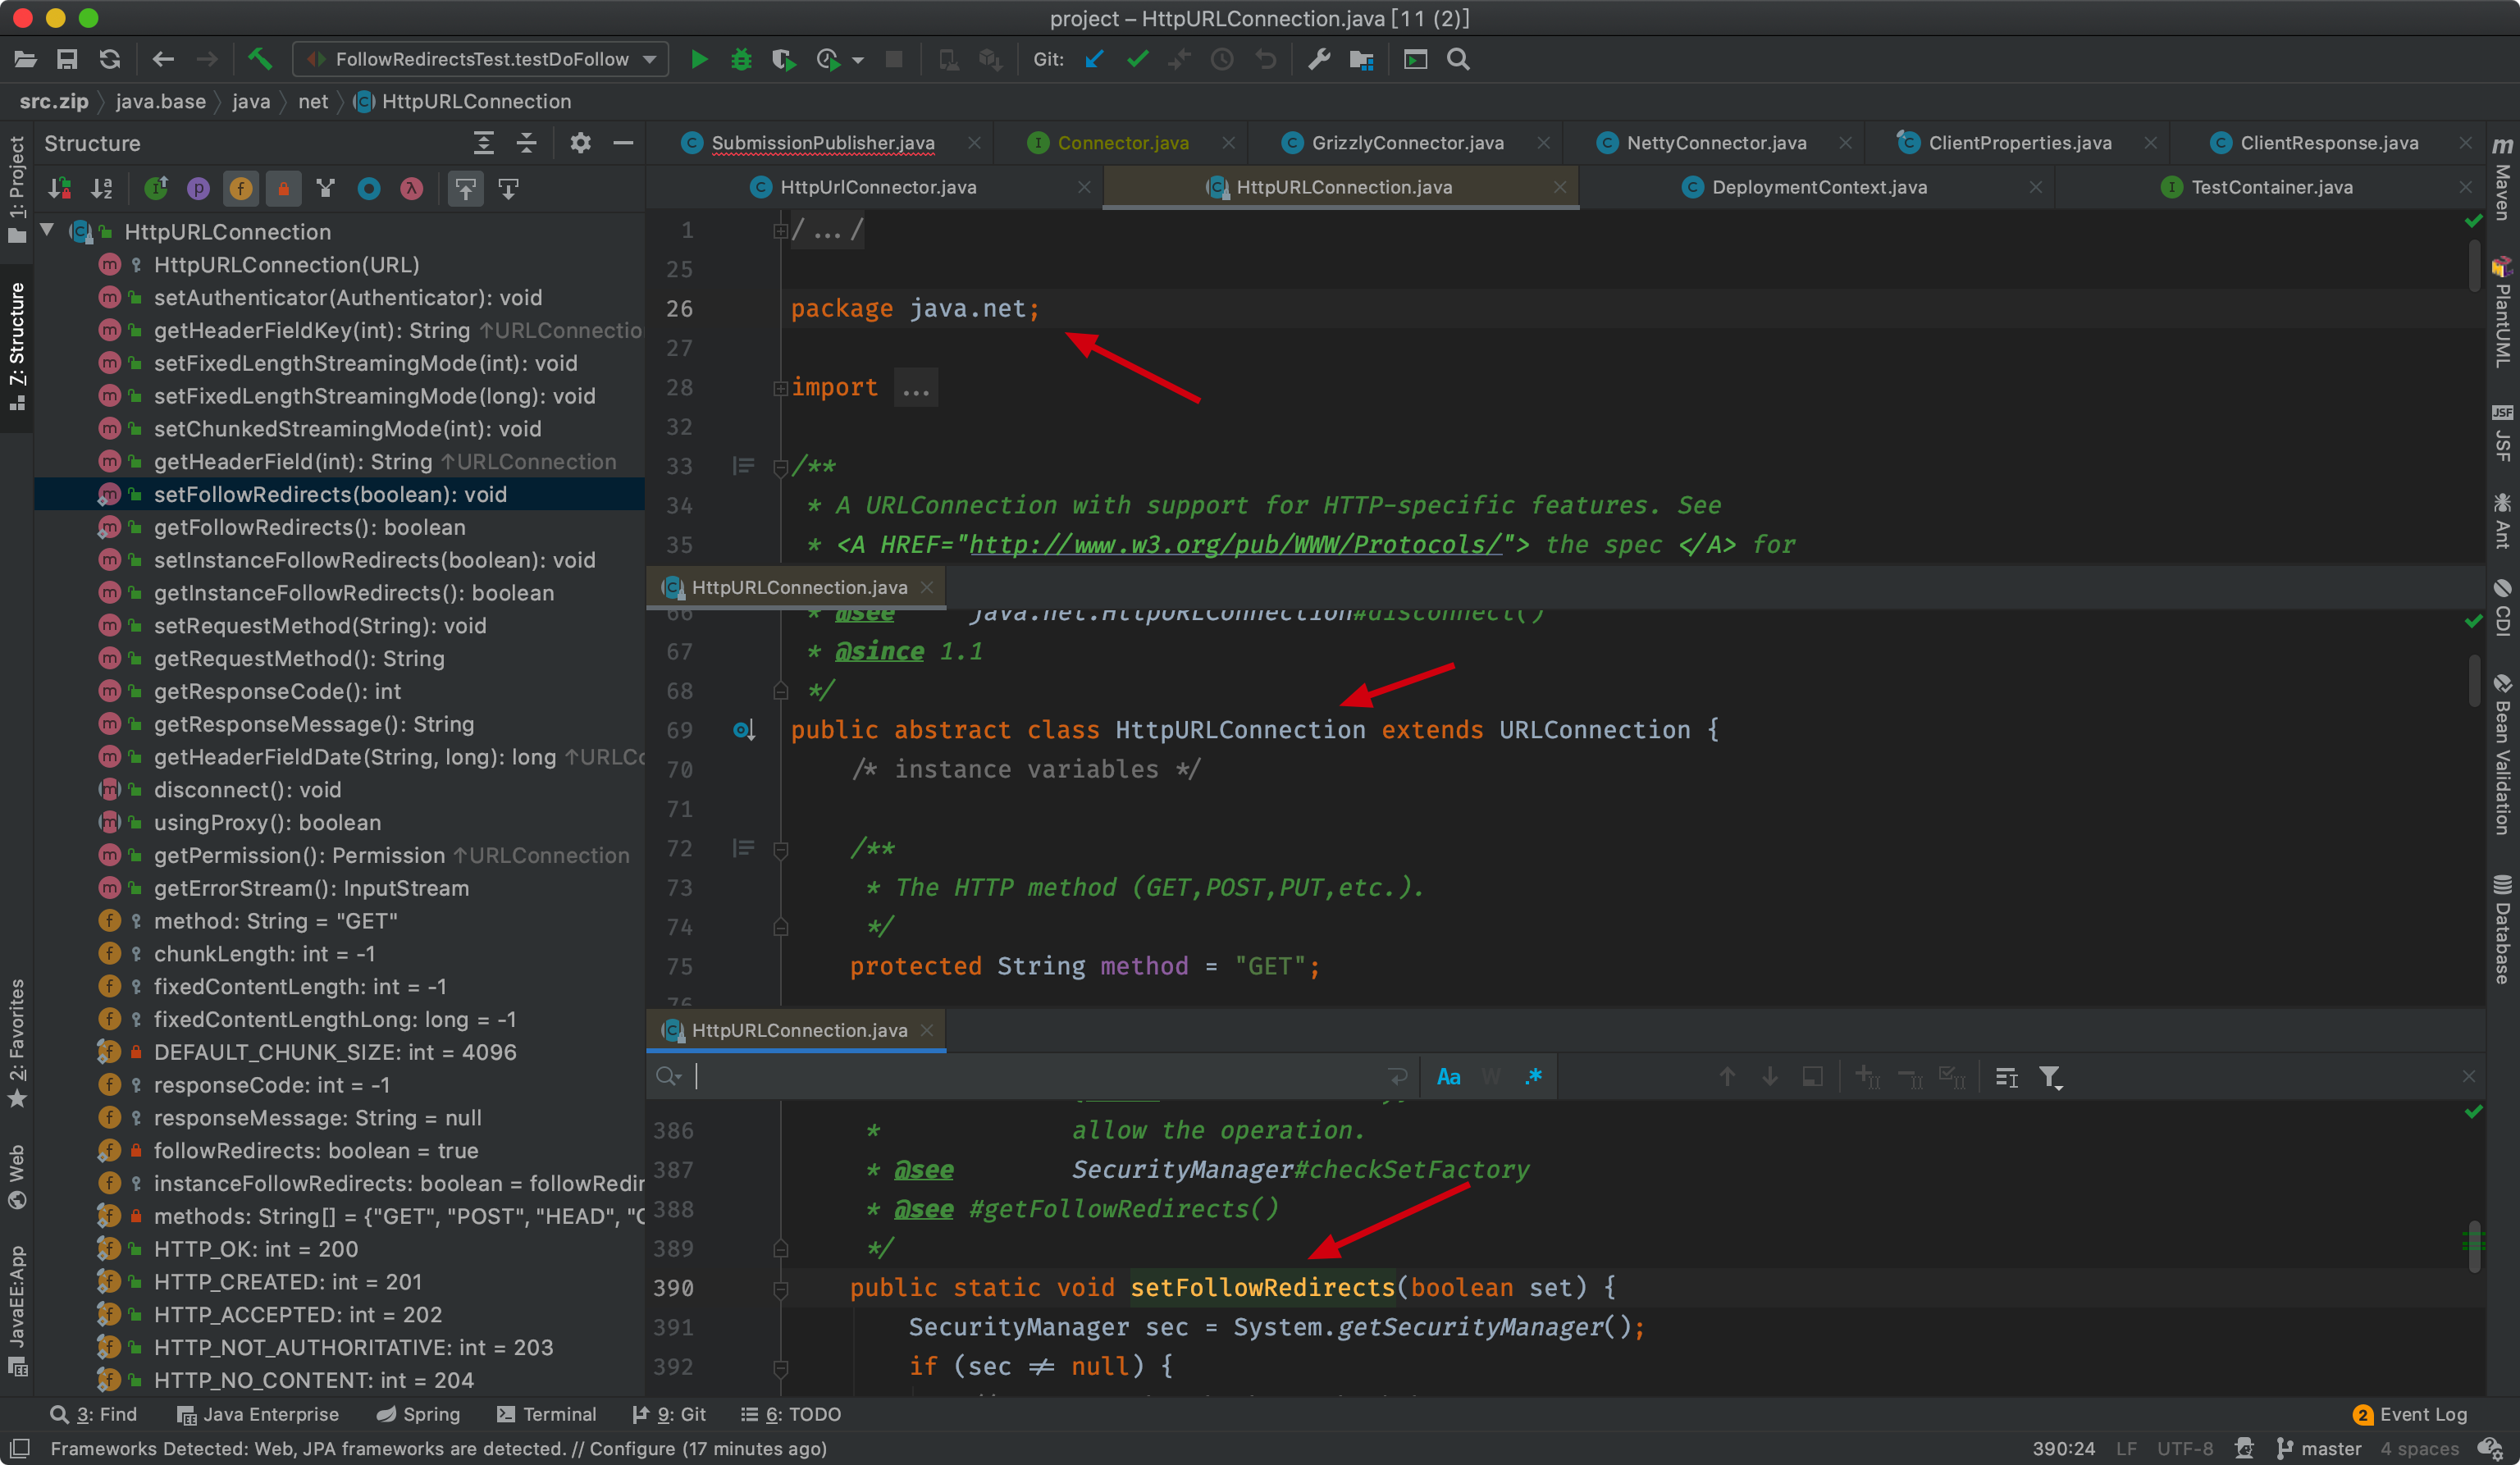 project – HttpURLConnection.java [11 (2)]
FollowRedirectsTest.testDoFollow
Git:
src.zip java.base java net HttpURLConnection
1: Project
Z: Structure
2: Favorites
Web
JavaEE:App
Structure
HttpURLConnection
HttpURLConnection(URL)
setAuthenticator(Authenticator): void
getHeaderFieldKey(int): String ↑URLConnectio
setFixedLengthStreamingMode(int): void
setFixedLengthStreamingMode(long): void
setChunkedStreamingMode(int): void
getHeaderField(int): String ↑URLConnection
setFollowRedirects(boolean): void
getFollowRedirects(): boolean
setInstanceFollowRedirects(boolean): void
getInstanceFollowRedirects(): boolean
setRequestMethod(String): void
getRequestMethod(): String
getResponseCode(): int
getResponseMessage(): String
getHeaderFieldDate(String, long): long ↑URLCo
disconnect(): void
usingProxy(): boolean
getPermission(): Permission ↑URLConnection
getErrorStream(): InputStream
method: String = "GET"
chunkLength: int = -1
fixedContentLength: int = -1
fixedContentLengthLong: long = -1
DEFAULT_CHUNK_SIZE: int = 4096
responseCode: int = -1
responseMessage: String = null
followRedirects: boolean = true
instanceFollowRedirects: boolean = followRedir
methods: String[] = {"GET", "POST", "HEAD", "O
HTTP_OK: int = 200
HTTP_CREATED: int = 201
HTTP_ACCEPTED: int = 202
HTTP_NOT_AUTHORITATIVE: int = 203
HTTP_NO_CONTENT: int = 204
SubmissionPublisher.java Connector.java GrizzlyConnector.java NettyConnector.java ClientProperties.java ClientResponse.java
HttpUrlConnector.java HttpURLConnection.java DeploymentContext.java TestContainer.java
1 /.../
25
26 package java.net;
27
28 import ...
32
33 /**
34 * A URLConnection with support for HTTP-specific features. See
35 * <A HREF="http://www.w3.org/pub/WWW/Protocols/"> the spec </A> for
HttpURLConnection.java
66 * @see java.net.HttpURLConnection#disconnect()
67 * @since 1.1
68 */
69 public abstract class HttpURLConnection extends URLConnection {
70 /* instance variables */
71
72 /**
73 * The HTTP method (GET,POST,PUT,etc.).
74 */
75 protected String method = "GET";
76
HttpURLConnection.java
Aa W .*
386 * allow the operation.
387 * @see SecurityManager#checkSetFactory
388 * @see #getFollowRedirects()
389 */
390 public static void setFollowRedirects(boolean set) {
391 SecurityManager sec = System.getSecurityManager();
392 if (sec ≠ null) {
Maven
PlantUML
JSF
JSF
Ant
CDI
Bean Validation
Database
3: Find Java Enterprise Spring Terminal 9: Git 6: TODO 2 Event Log
Frameworks Detected: Web, JPA frameworks are detected. // Configure (17 minutes ago) 390:24 LF UTF-8 master 4 spaces